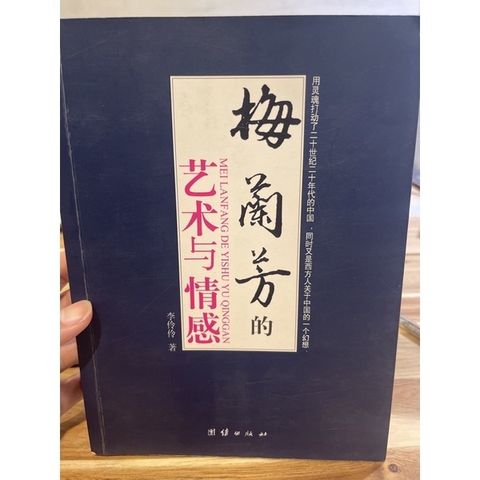 梅兰芳的
艺术与情感
MEI LANFANG DE YISHU YU QINGGAN
李伶伶 著
用灵魂打动了二十世纪二十年代的中国，同时又是西方人关于中国的一个幻想.
团结出版社